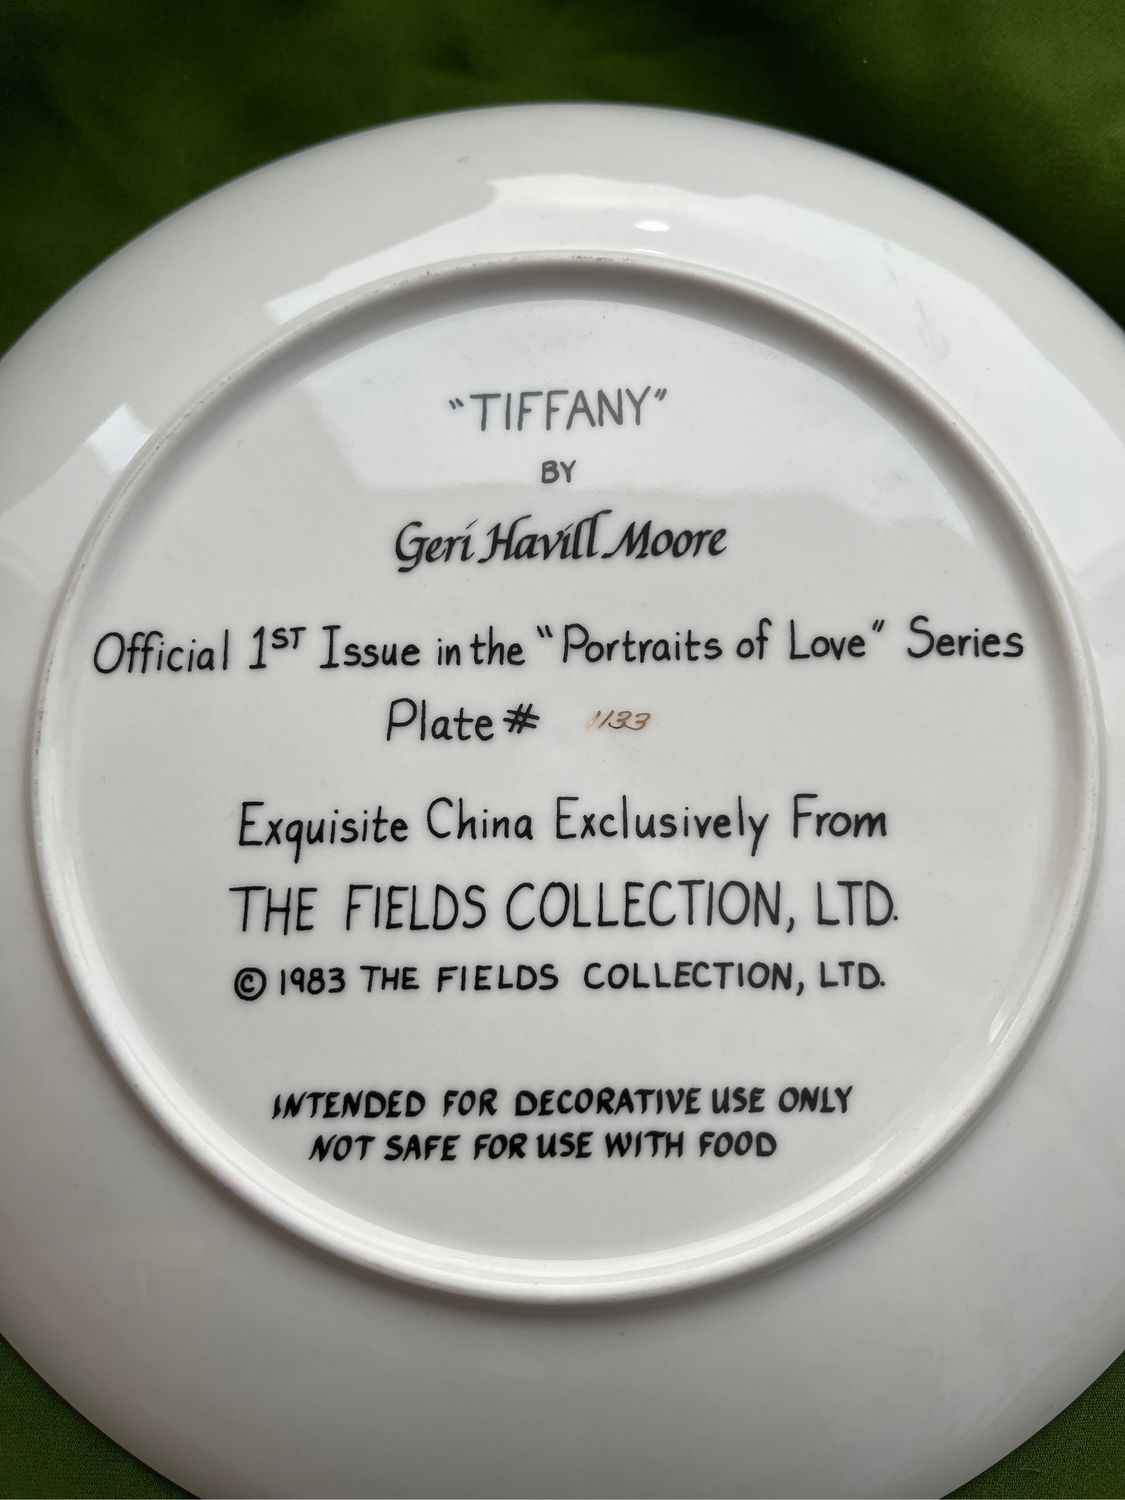 "TIFFANY"
BY
Geri Havill Moore
Official 1ST Issue in the "Portraits of Love" Series
Plate # 1133
Exquisite China Exclusively From
THE FIELDS COLLECTION, LTD.
© 1983 THE FIELDS COLLECTION, LTD.
INTENDED FOR DECORATIVE USE ONLY
NOT SAFE FOR USE WITH FOOD